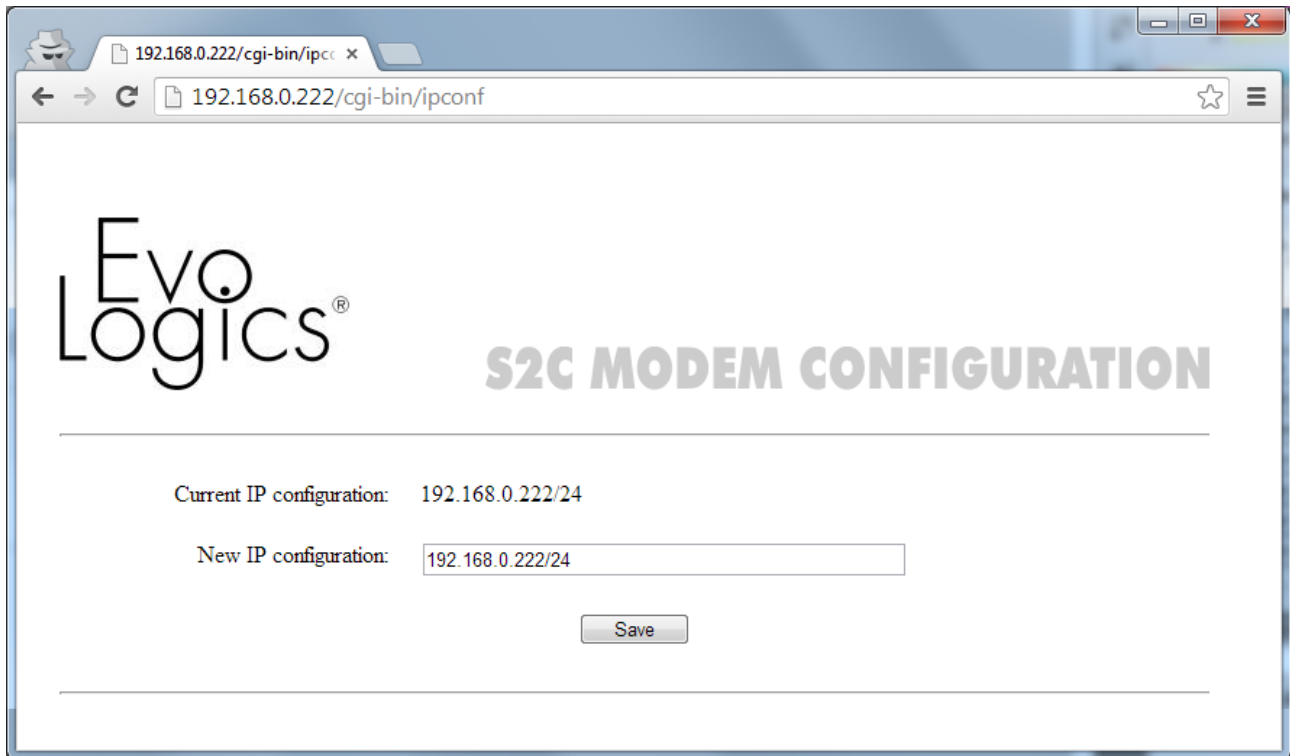 192.168.0.222/cgi-bin/ipcc
192.168.0.222/cgi-bin/ipconf
Evo
Logics®
S2C MODEM CONFIGURATION
Current IP configuration: 192.168.0.222/24
New IP configuration: 192.168.0.222/24
Save